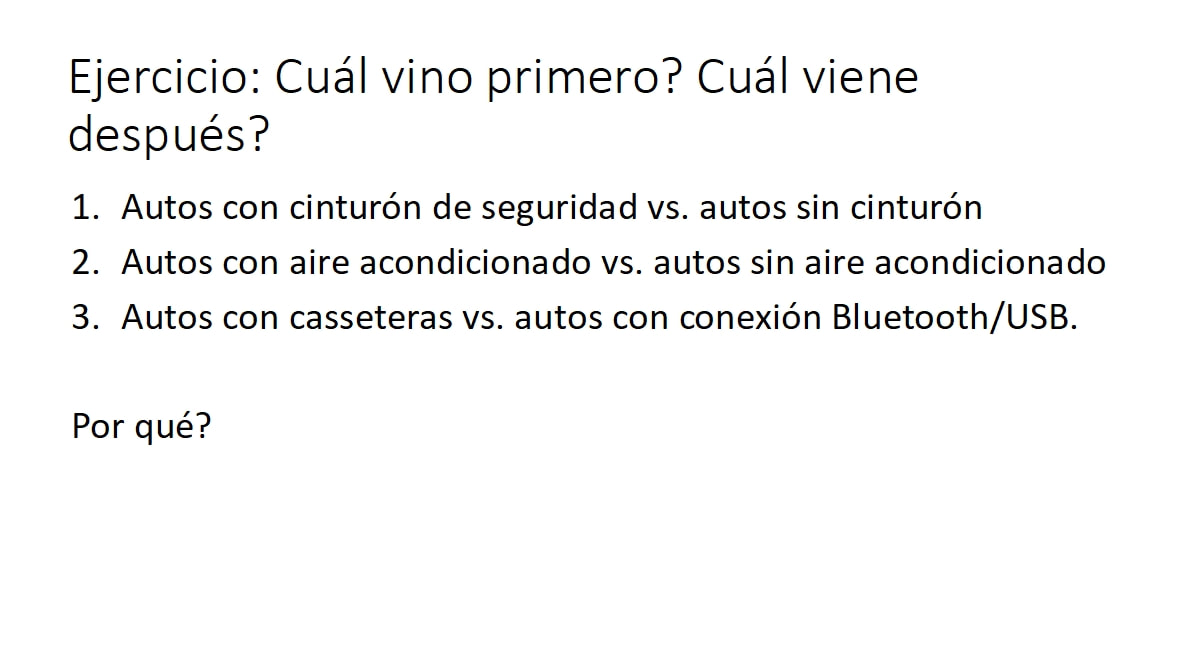 Ejercicio: Cuál vino primero? Cuál viene
después?
1. Autos con cinturón de seguridad vs. autos sin cinturón
2. Autos con aire acondicionado vs. autos sin aire acondicionado
3. Autos con casseteras vs. autos con conexión Bluetooth/USB.
Por qué?